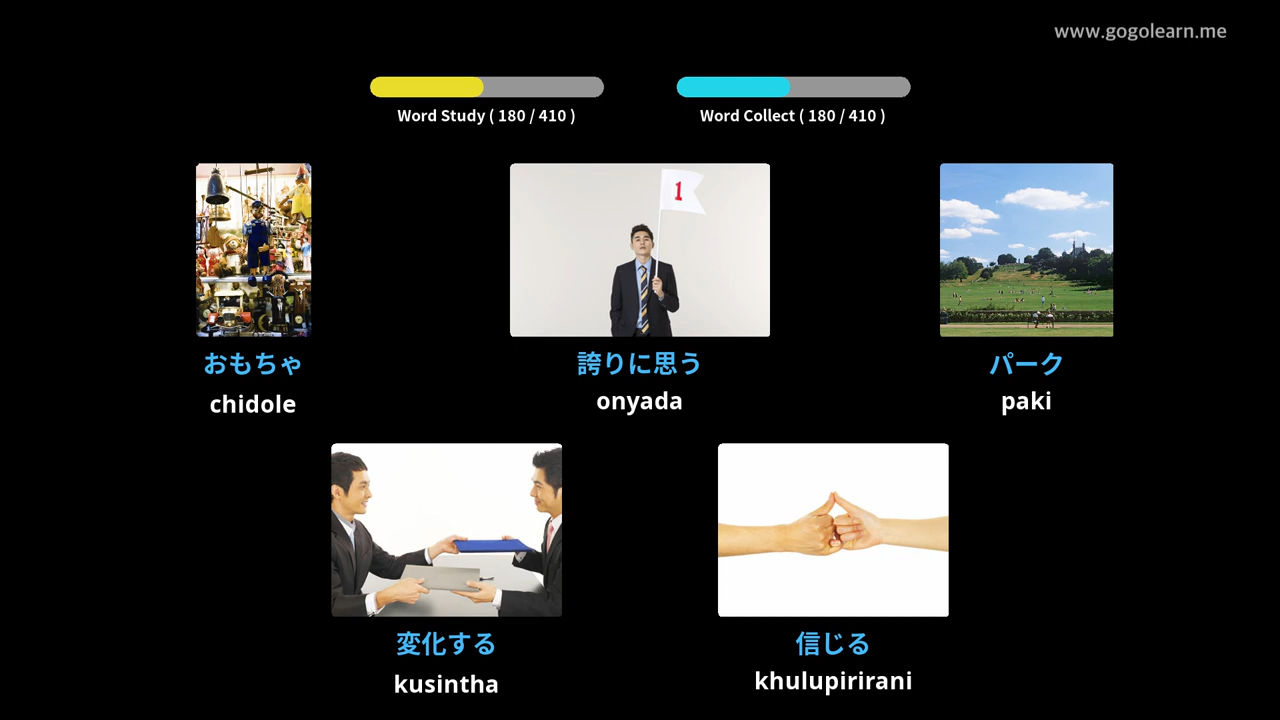 www.gogolearn.me
Word Study ( 180 / 410 )
Word Collect ( 180 / 410 )
1
おもちゃ
chidole
誇りに思う
onyada
パーク
paki
変化する
kusintha
信じる
khulupirirani